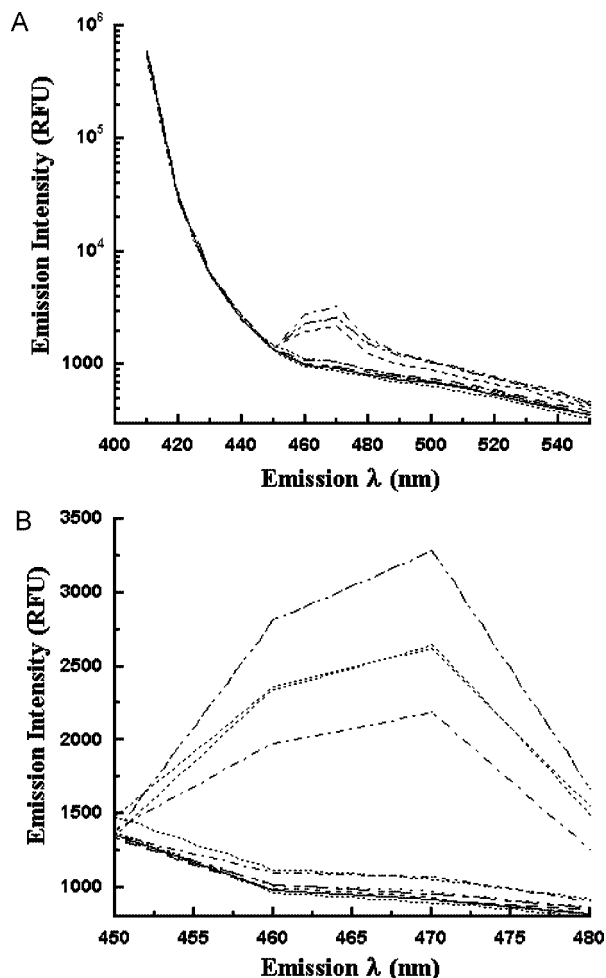 A
Emission Intensity (RFU)
10⁶
10⁵
10⁴
1000
400 420 440 460 480 500 520 540
Emission λ (nm)
B
Emission Intensity (RFU)
3500
3000
2500
2000
1500
1000
450 455 460 465 470 475 480
Emission λ (nm)